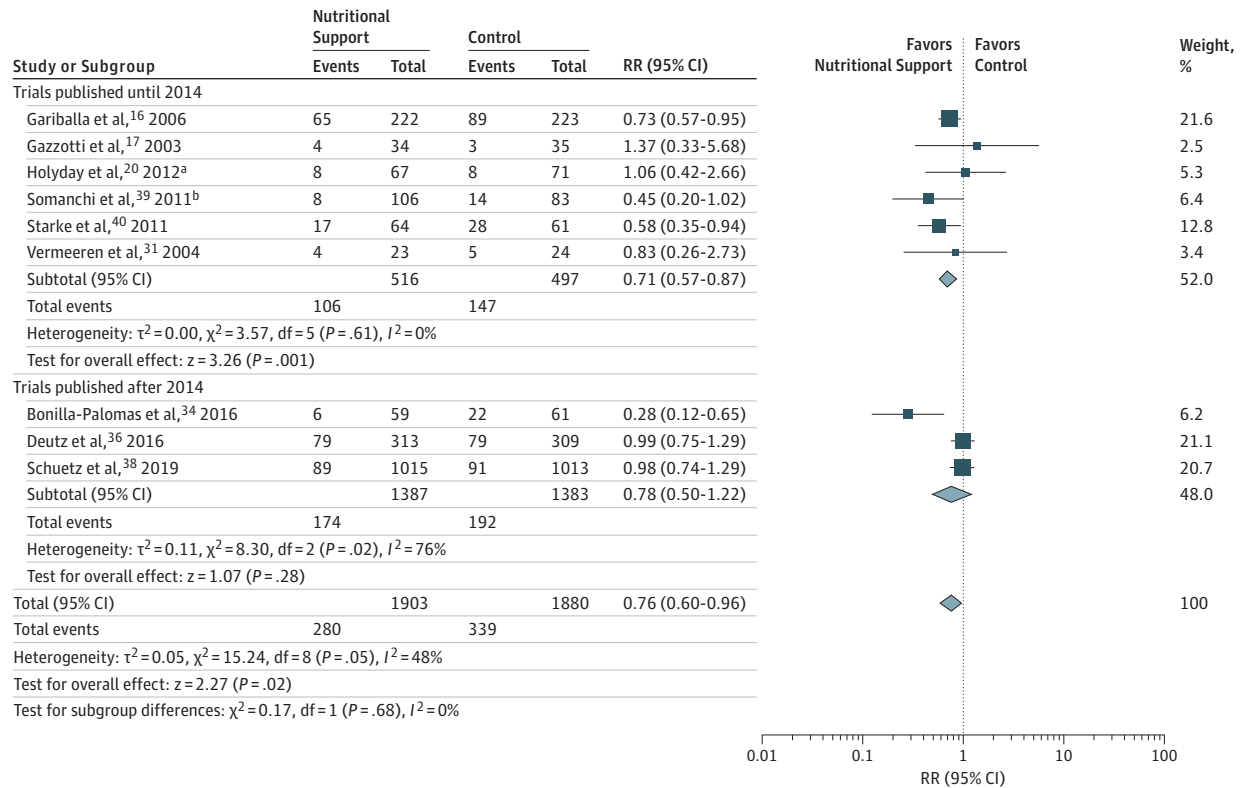 Nutritional Support Control Favors Nutritional Support Favors Control Weight, %
Study or Subgroup Events Total Events Total RR (95% CI)
Trials published until 2014
Gariballa et al,16 2006 65 222 89 223 0.73 (0.57-0.95) 21.6
Gazzotti et al,17 2003 4 34 3 35 1.37 (0.33-5.68) 2.5
Holyday et al,20 2012a 8 67 8 71 1.06 (0.42-2.66) 5.3
Somanchi et al,39 2011b 8 106 14 83 0.45 (0.20-1.02) 6.4
Starke et al,40 2011 17 64 28 61 0.58 (0.35-0.94) 12.8
Vermeeren et al,31 2004 4 23 5 24 0.83 (0.26-2.73) 3.4
Subtotal (95% CI) 516 497 0.71 (0.57-0.87) 52.0
Total events 106 147
Heterogeneity: τ2=0.00, χ2=3.57, df=5 (P=.61), I2=0%
Test for overall effect: z=3.26 (P=.001)
Trials published after 2014
Bonilla-Palomas et al,34 2016 6 59 22 61 0.28 (0.12-0.65) 6.2
Deutz et al,36 2016 79 313 79 309 0.99 (0.75-1.29) 21.1
Schuetz et al,38 2019 89 1015 91 1013 0.98 (0.74-1.29) 20.7
Subtotal (95% CI) 1387 1383 0.78 (0.50-1.22) 48.0
Total events 174 192
Heterogeneity: τ2=0.11, χ2=8.30, df=2 (P=.02), I2=76%
Test for overall effect: z=1.07 (P=.28)
Total (95% CI) 1903 1880 0.76 (0.60-0.96) 100
Total events 280 339
Heterogeneity: τ2=0.05, χ2=15.24, df=8 (P=.05), I2=48%
Test for overall effect: z=2.27 (P=.02)
Test for subgroup differences: χ2=0.17, df=1 (P=.68), I2=0%
0.01 0.1 1 10 100
RR (95% CI)